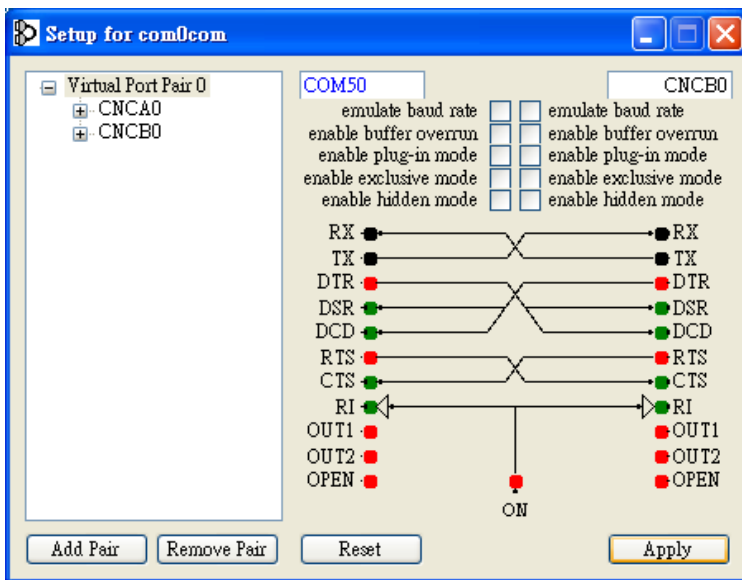 Setup for com0com
Virtual Port Pair 0
CNCA0
CNCB0
COM50 CNCB0
emulate baud rate emulate baud rate
enable buffer overrun enable buffer overrun
enable plug-in mode enable plug-in mode
enable exclusive mode enable exclusive mode
enable hidden mode enable hidden mode
RX RX
TX TX
DTR DTR
DSR DSR
DCD DCD
RTS RTS
CTS CTS
RI RI
OUT1 OUT1
OUT2 OUT2
OPEN OPEN
ON
Add Pair Remove Pair Reset Apply